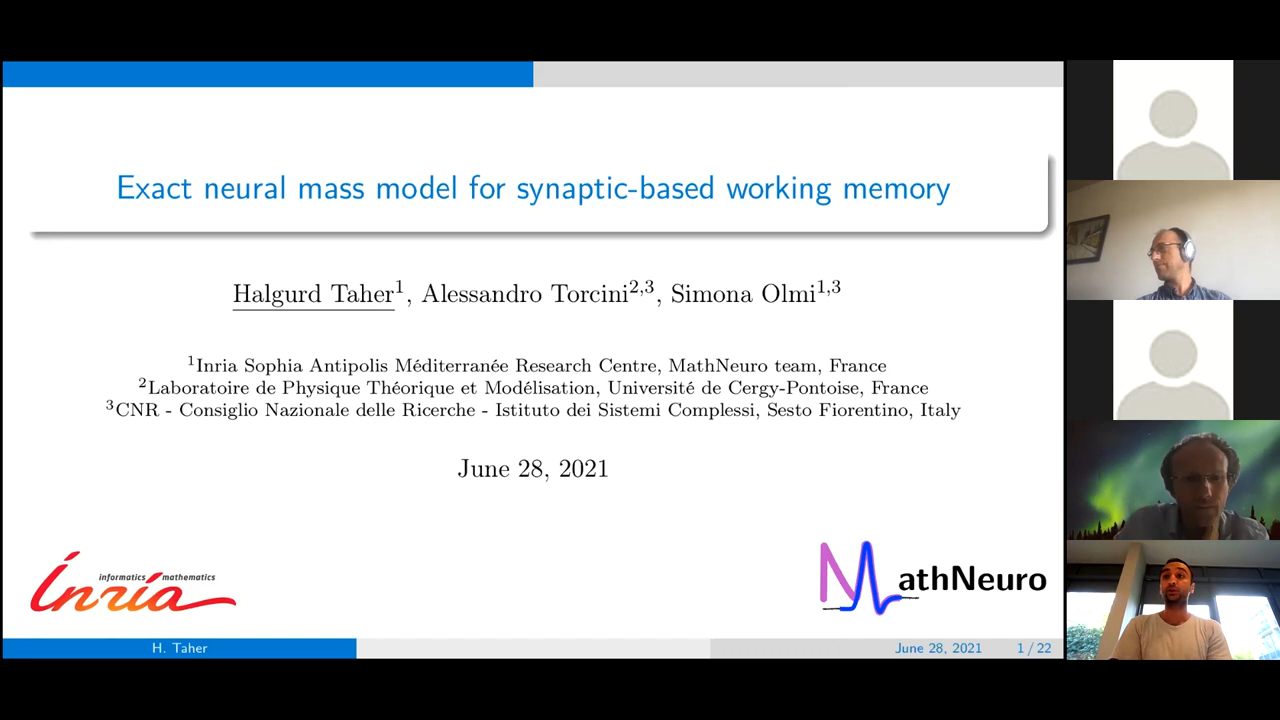 Exact neural mass model for synaptic-based working memory
Halgurd Taher¹, Alessandro Torcini²,³, Simona Olmi¹,³
¹Inria Sophia Antipolis Méditerranée Research Centre, MathNeuro team, France
²Laboratoire de Physique Théorique et Modélisation, Université de Cergy-Pontoise, France
³CNR - Consiglio Nazionale delle Ricerche - Istituto dei Sistemi Complessi, Sesto Fiorentino, Italy
June 28, 2021
informatics mathematics
Inria
MathNeuro
H. Taher June 28, 2021 1 / 22